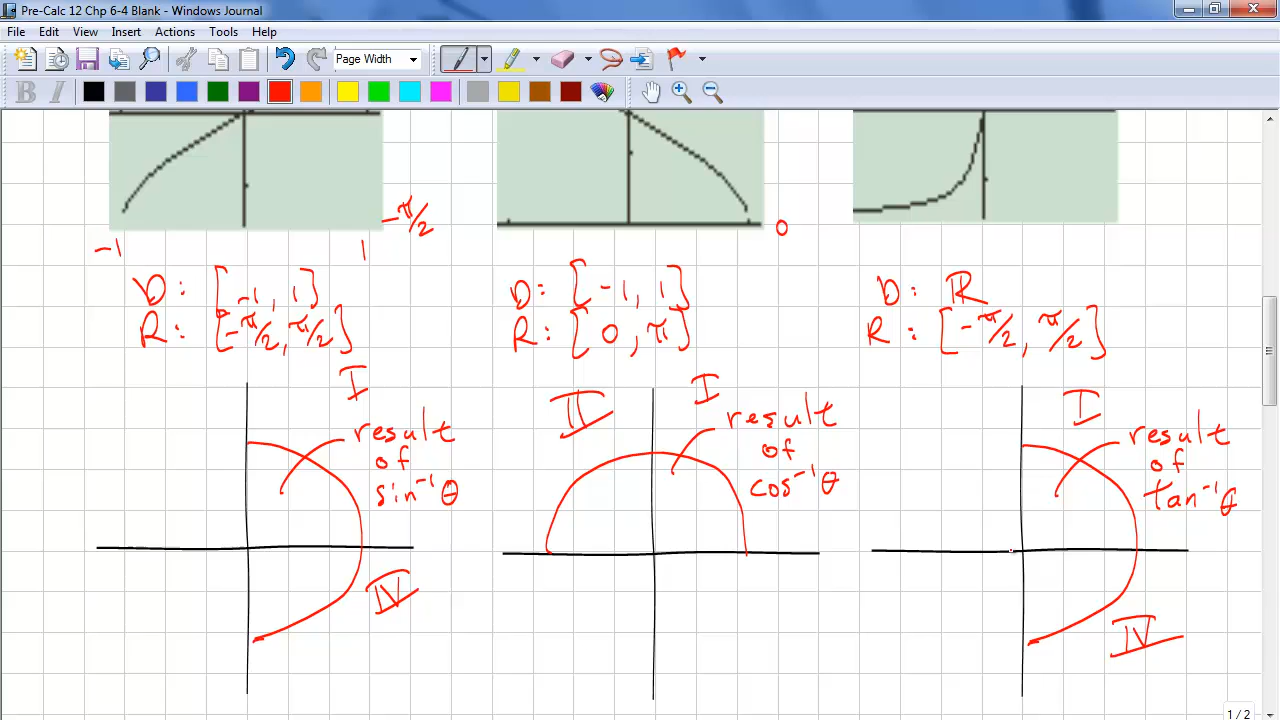 Pre-Calc 12 Chp 6-4 Blank - Windows Journal
File Edit View Insert Actions Tools Help
Page Width
B I
-π/2
-1 1 0
D: [-1, 1] D: [-1, 1] D: ℝ
R: [-π/2, π/2] R: [0, π] R: [-π/2, π/2]
I
result
of
sin⁻¹θ
IV
II I
result
of
cos⁻¹θ
I
result
of
tan⁻¹θ
IV
1 / 2